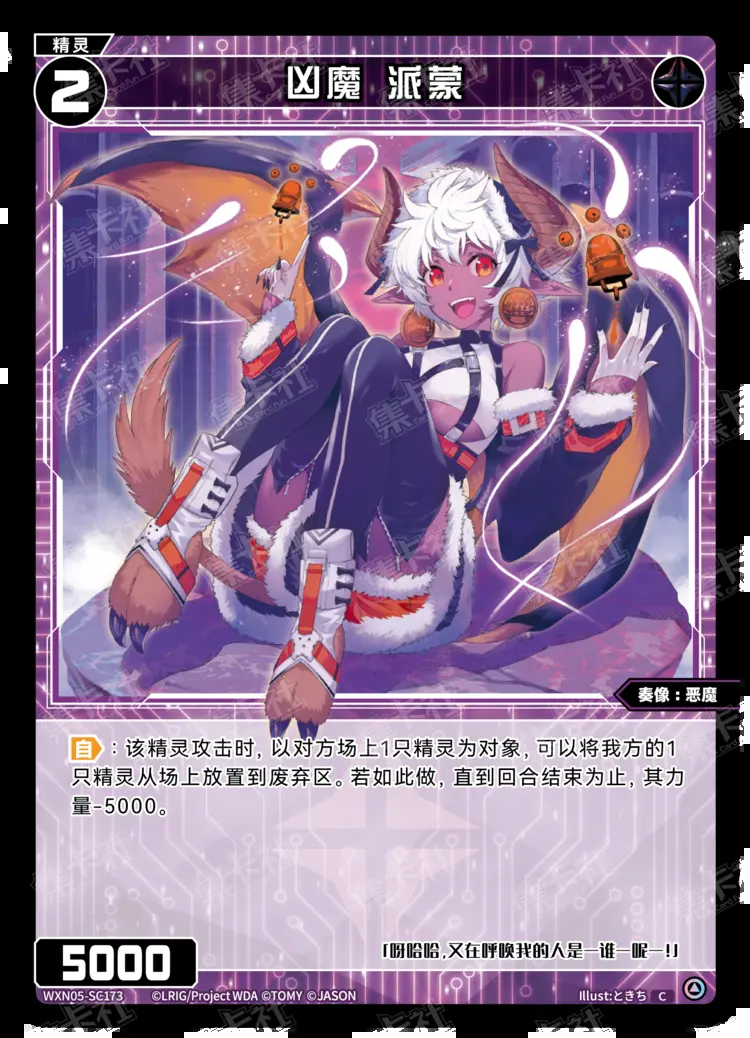 精灵
2
凶魔 派蒙
奏像：恶魔
自：该精灵攻击时，以对方场上1只精灵为对象，可以将我方的1
只精灵从场上放置到废弃区。若如此做，直到回合结束为止，其力
量-5000。
「呀哈哈，又在呼唤我的人是—谁—呢—！」
5000
WXN05-SC173 ©LRIG/Project WDA ©TOMY ©JASON
Illust:ときち C
集卡社